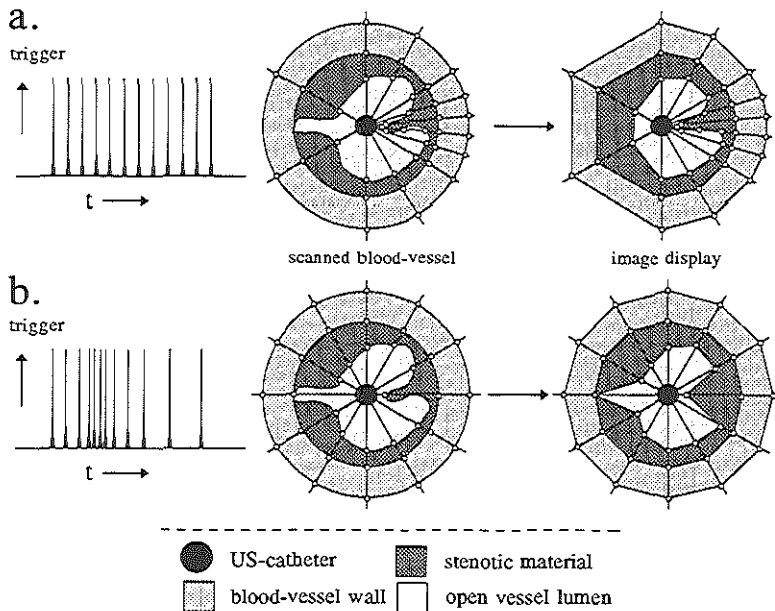 a.
trigger
t
scanned blood-vessel
image display
b.
trigger
t
US-catheter
stenotic material
blood-vessel wall
open vessel lumen